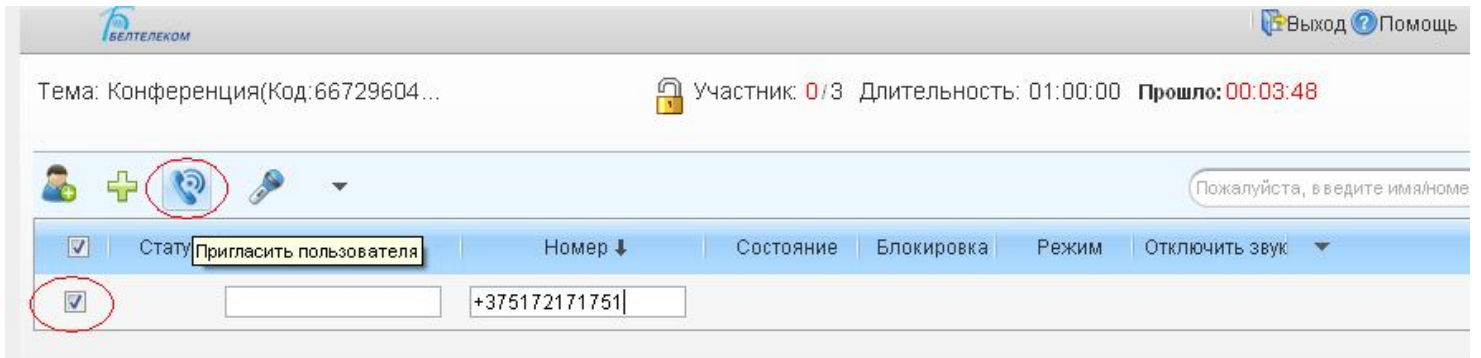 БЕЛТЕЛЕКОМ
Выход Помощь
Тема: Конференция(Код:66729604... Участник: 0/3 Длительность: 01:00:00 Прошло: 00:03:48
Пожалуйста, введите имя/номе
Стату Номер Состояние Блокировка Режим Отключить звук
Пригласить пользователя
+375172171751